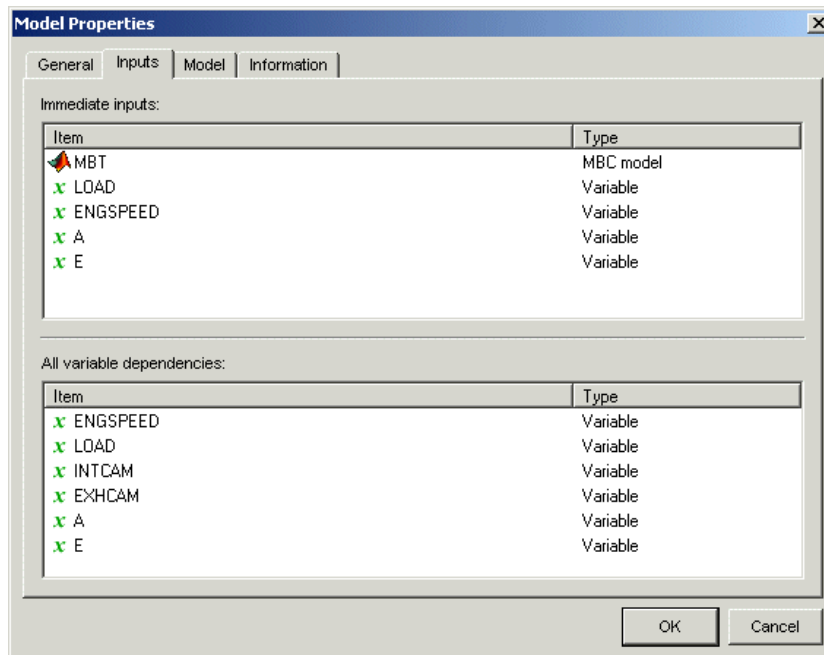 Model Properties
General Inputs Model Information
Immediate inputs:
Item Type
MBT MBC model
x LOAD Variable
x ENGSPEED Variable
x A Variable
x E Variable
All variable dependencies:
Item Type
x ENGSPEED Variable
x LOAD Variable
x INTCAM Variable
x EXHCAM Variable
x A Variable
x E Variable
OK Cancel